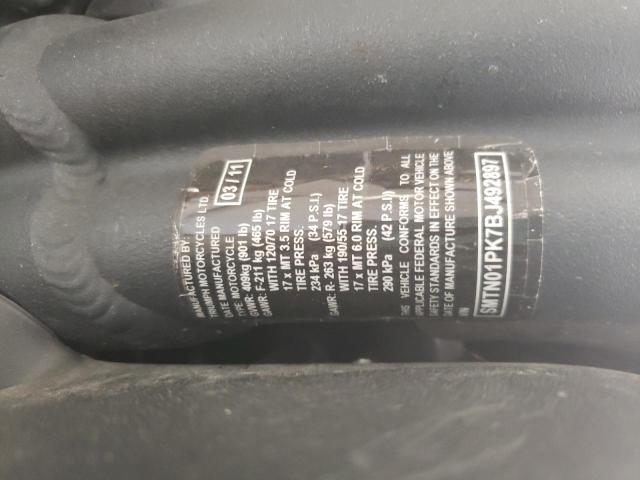 MANUFACTURED BY:
TRIUMPH MOTORCYCLES LTD
DATE MANUFACTURED 03 / 11
TYPE: MOTORCYCLE
GVWR: 409kg (901 lb)
GAWR: F-211 kg (465 lb)
WITH 120/70 17 TIRE
17 x MT 3.5 RIM AT COLD
TIRE PRESS.
234 kPa (34 P.S.I.)
GAWR: R- 263 kg (579 lb)
WITH 190/55-17 TIRE
17 x MT 6.0 RIM AT COLD
TIRE PRESS.
290 kPa (42 P.S.I)
THIS VEHICLE CONFORMS TO ALL
APPLICABLE FEDERAL MOTOR VEHICLE
SAFETY STANDARDS IN EFFECT ON THE
DATE OF MANUFACTURE SHOWN ABOVE
VIN
SMTN01PK7BJ492897